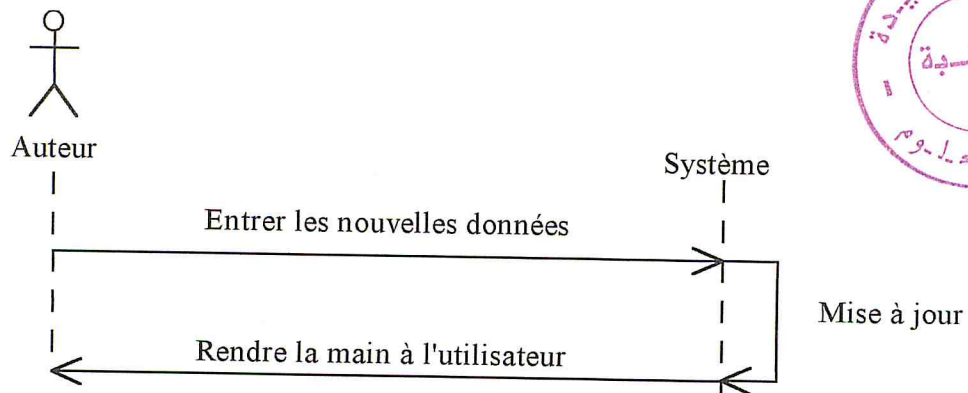 Auteur
Système
Entrer les nouvelles données
Mise à jour
Rendre la main à l'utilisateur